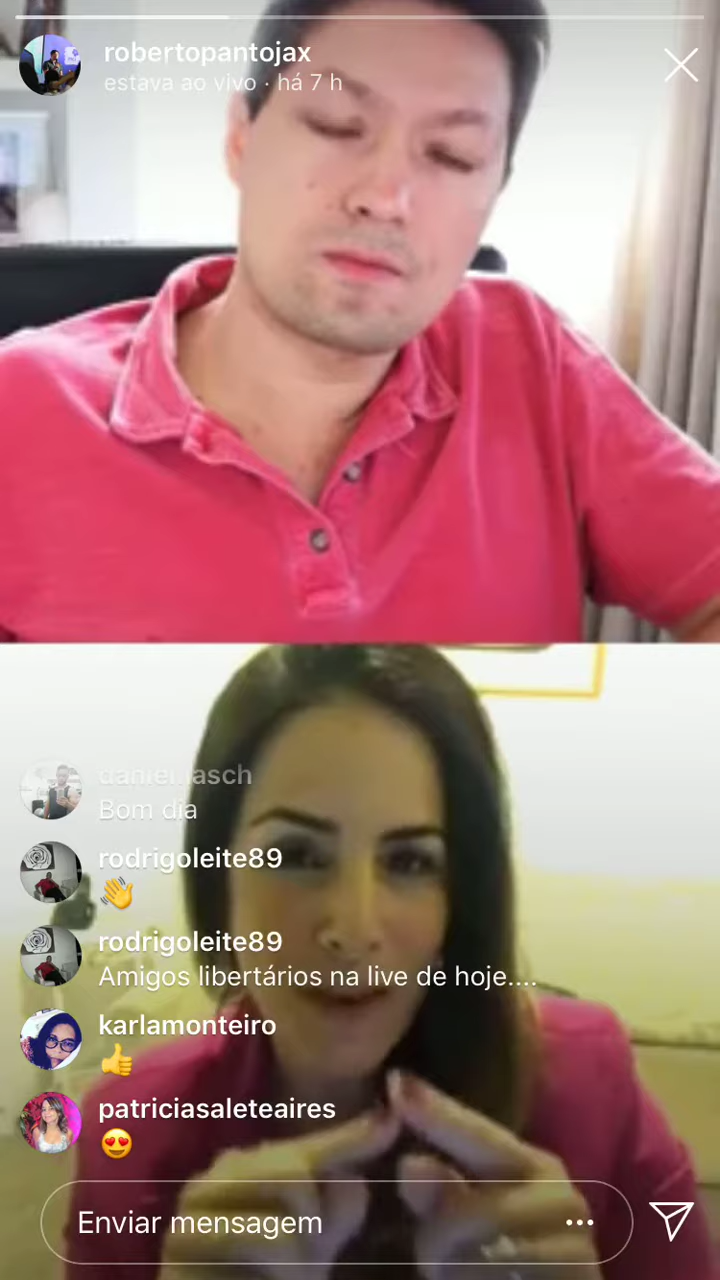 robertopantojax
estava ao vivo · há 7 h
danielrasch
Bom dia
rodrigoleite89
rodrigoleite89
Amigos libertários na live de hoje....
karlamonteiro
patriciasaleteaires
Enviar mensagem